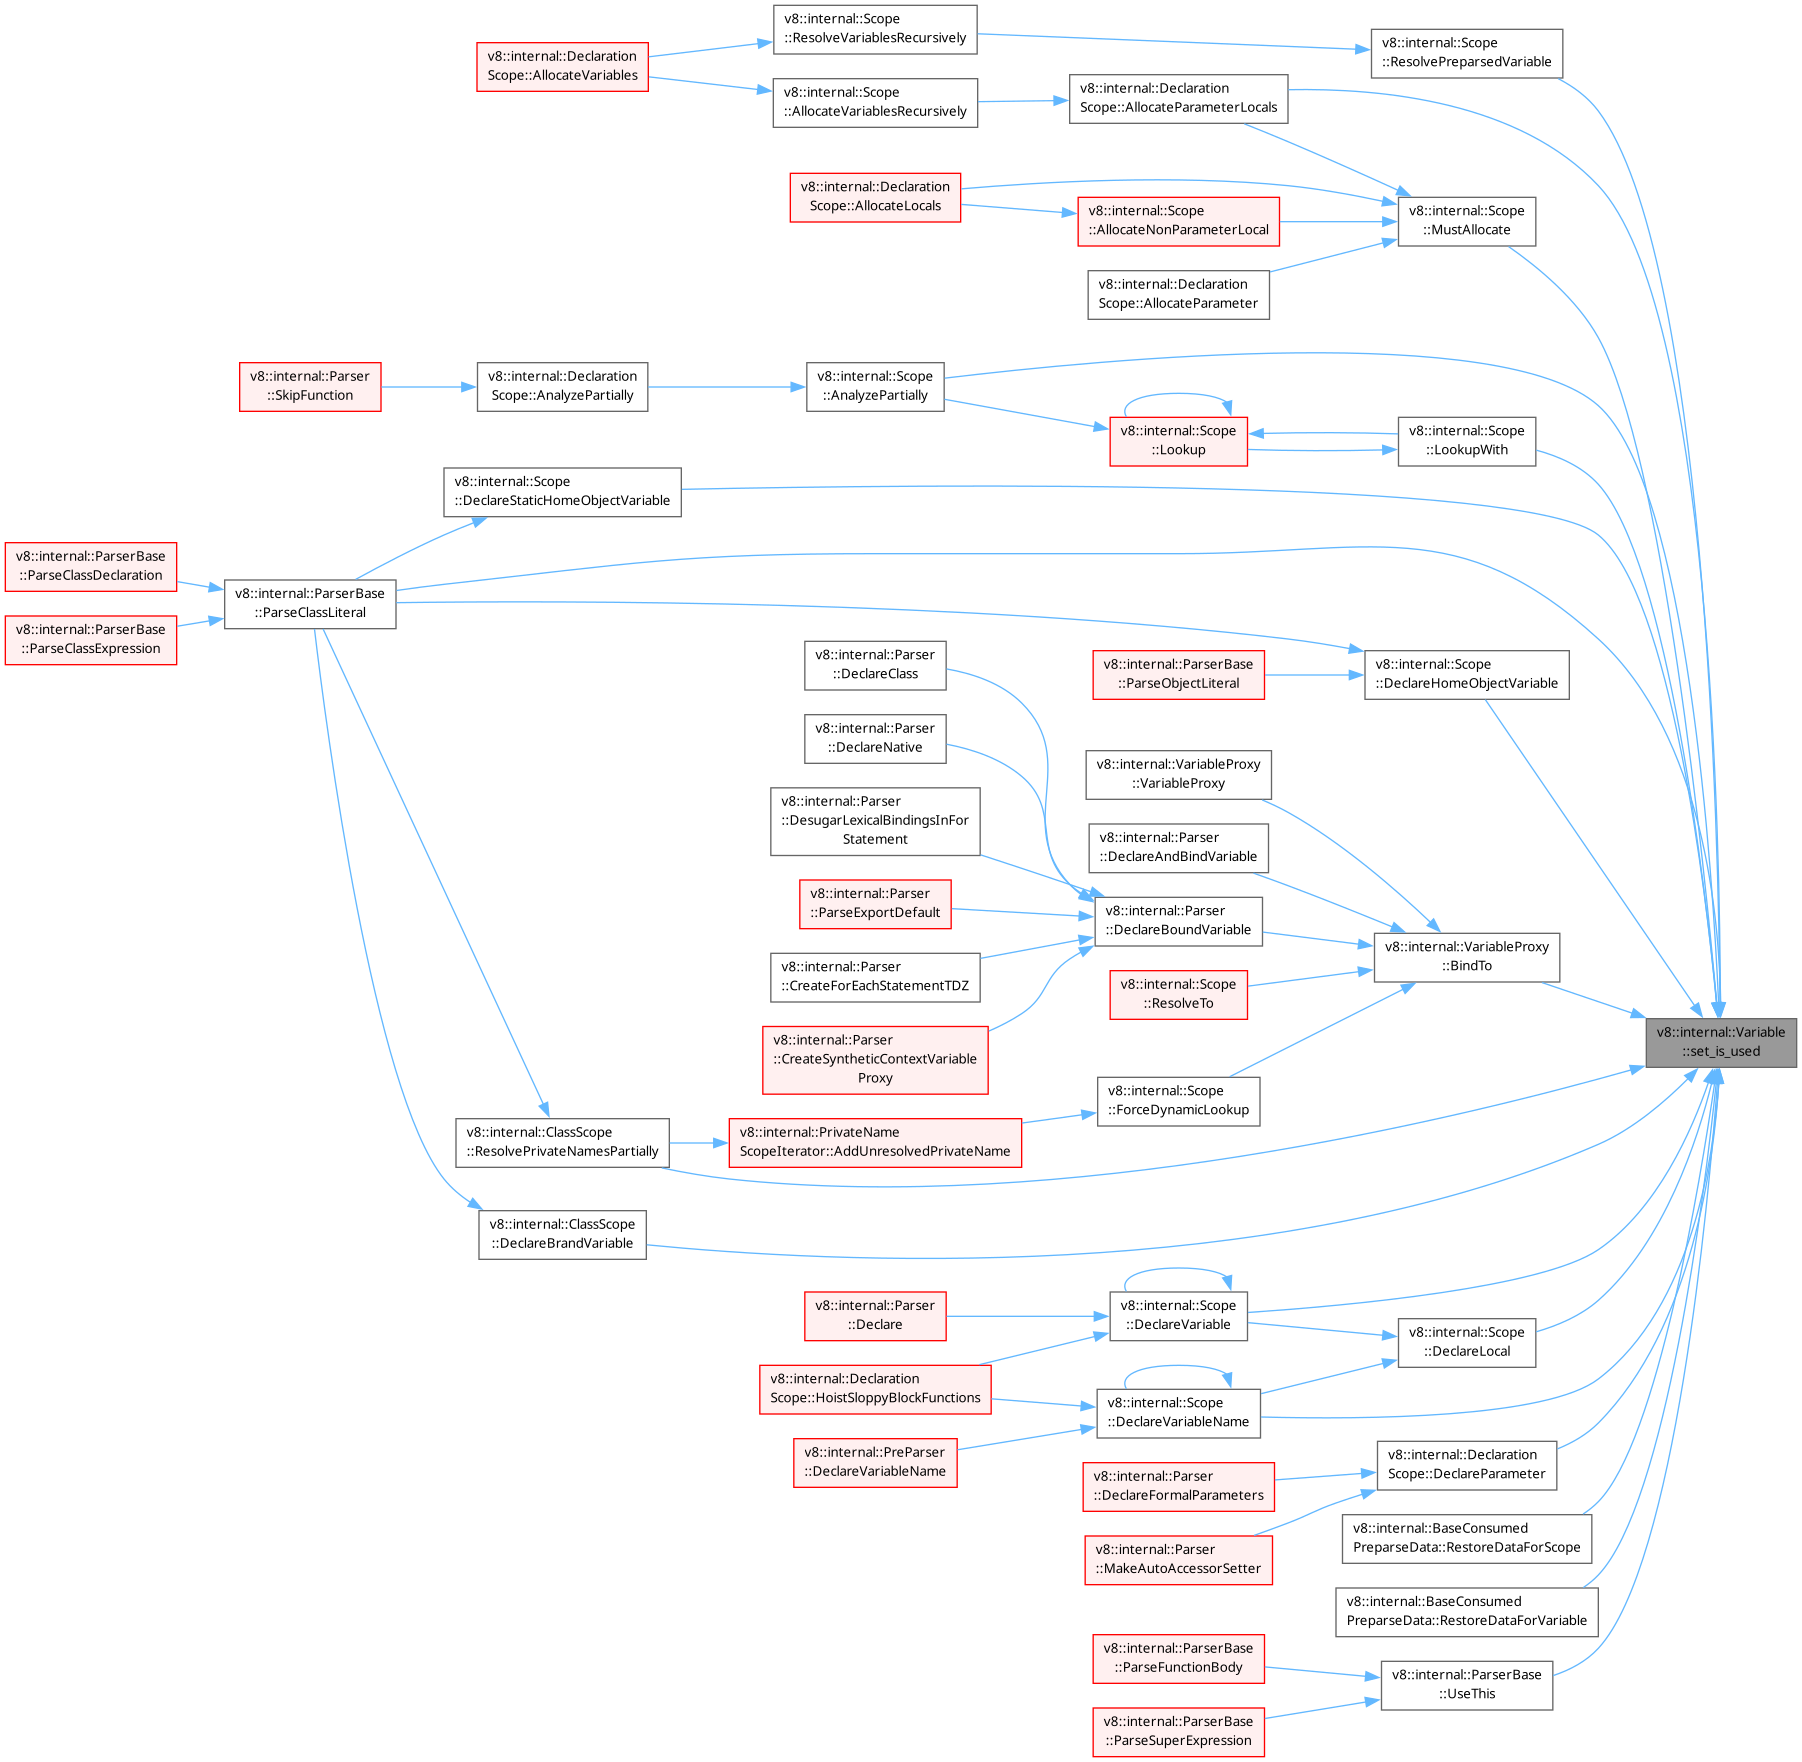 v8::internal::Scope
::ResolveVariablesRecursively
v8::internal::Scope
::ResolvePreparsedVariable
v8::internal::Declaration
Scope::AllocateVariables
v8::internal::Scope
::AllocateVariablesRecursively
v8::internal::Declaration
Scope::AllocateParameterLocals
v8::internal::Declaration
Scope::AllocateLocals
v8::internal::Scope
::AllocateNonParameterLocal
v8::internal::Scope
::MustAllocate
v8::internal::Declaration
Scope::AllocateParameter
v8::internal::Parser
::SkipFunction
v8::internal::Declaration
Scope::AnalyzePartially
v8::internal::Scope
::AnalyzePartially
v8::internal::Scope
::Lookup
v8::internal::Scope
::LookupWith
v8::internal::Scope
::DeclareStaticHomeObjectVariable
v8::internal::ParserBase
::ParseClassDeclaration
v8::internal::ParserBase
::ParseClassLiteral
v8::internal::ParserBase
::ParseClassExpression
v8::internal::Parser
::DeclareClass
v8::internal::ParserBase
::ParseObjectLiteral
v8::internal::Scope
::DeclareHomeObjectVariable
v8::internal::Parser
::DeclareNative
v8::internal::VariableProxy
::VariableProxy
v8::internal::Parser
::DesugarLexicalBindingsInFor
Statement
v8::internal::Parser
::DeclareAndBindVariable
v8::internal::Parser
::ParseExportDefault
v8::internal::Parser
::DeclareBoundVariable
v8::internal::VariableProxy
::BindTo
v8::internal::Parser
::CreateForEachStatementTDZ
v8::internal::Scope
::ResolveTo
v8::internal::Variable
::set_is_used
v8::internal::Parser
::CreateSyntheticContextVariable
Proxy
v8::internal::Scope
::ForceDynamicLookup
v8::internal::ClassScope
::ResolvePrivateNamesPartially
v8::internal::PrivateName
ScopeIterator::AddUnresolvedPrivateName
v8::internal::ClassScope
::DeclareBrandVariable
v8::internal::Parser
::Declare
v8::internal::Scope
::DeclareVariable
v8::internal::Scope
::DeclareLocal
v8::internal::Declaration
Scope::HoistSloppyBlockFunctions
v8::internal::Scope
::DeclareVariableName
v8::internal::PreParser
::DeclareVariableName
v8::internal::Declaration
Scope::DeclareParameter
v8::internal::Parser
::DeclareFormalParameters
v8::internal::BaseConsumed
PreparseData::RestoreDataForScope
v8::internal::Parser
::MakeAutoAccessorSetter
v8::internal::BaseConsumed
PreparseData::RestoreDataForVariable
v8::internal::ParserBase
::ParseFunctionBody
v8::internal::ParserBase
::UseThis
v8::internal::ParserBase
::ParseSuperExpression